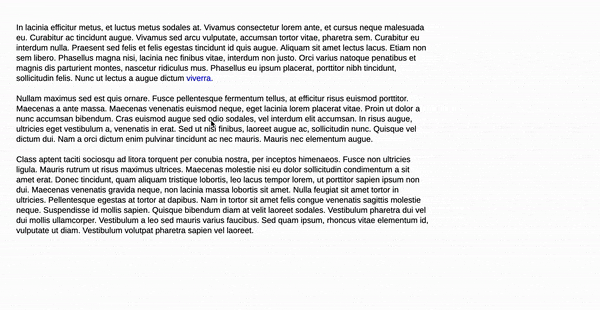 In lacinia efficitur metus, et luctus metus sodales at. Vivamus consectetur lorem ante, et cursus neque malesuada
eu. Curabitur ac tincidunt augue. Vivamus sed arcu vulputate, accumsan tortor vitae, pharetra sem. Curabitur eu
interdum nulla. Praesent sed felis et felis egestas tincidunt id quis augue. Aliquam sit amet lectus lacus. Etiam non
sem libero. Phasellus magna nisi, lacinia nec finibus vitae, interdum non justo. Orci varius natoque penatibus et
magnis dis parturient montes, nascetur ridiculus mus. Phasellus eu ipsum placerat, porttitor nibh tincidunt,
sollicitudin felis. Nunc ut lectus a augue dictum viverra.
Nullam maximus sed est quis ornare. Fusce pellentesque fermentum tellus, at efficitur risus euismod porttitor.
Maecenas a ante massa. Maecenas venenatis euismod neque, eget lacinia lorem placerat vitae. Proin ut dolor a
nunc accumsan bibendum. Cras euismod augue sed odio sodales, vitae interdum elit accumsan. In risus augue,
ultricies eget vestibulum a, venenatis in erat. Sed ut nisi finibus, laoreet augue ac, sollicitudin nunc. Quisque vel
dictum dui. Nam a orci dictum enim pulvinar tincidunt ac nec mauris. Mauris nec elementum augue.
Class aptent taciti sociosqu ad litora torquent per conubia nostra, per inceptos himenaeos. Fusce non ultricies
ligula. Mauris rutrum ut risus maximus ultrices. Maecenas molestie nisi eu dolor sollicitudin condimentum a sit
amet erat. Donec tincidunt, quam aliquam tristique lobortis, leo lacus tempor lorem, ut porttitor sapien ipsum non
dui. Maecenas venenatis gravida neque, non lacinia massa lobortis sit amet. Nulla feugiat sit amet tortor in
ultricies. Pellentesque egestas at tortor at dapibus. Nam in tortor sit amet felis congue venenatis sagittis molestie
neque. Suspendisse id mollis sapien. Quisque bibendum diam at velit laoreet sodales. Vestibulum pharetra dui vel
dui mollis ullamcorper. Vestibulum a leo sed mauris varius faucibus. Sed quam ipsum, rhoncus vitae elementum id,
vulputate ut diam. Vestibulum volutpat pharetra sapien vel laoreet.